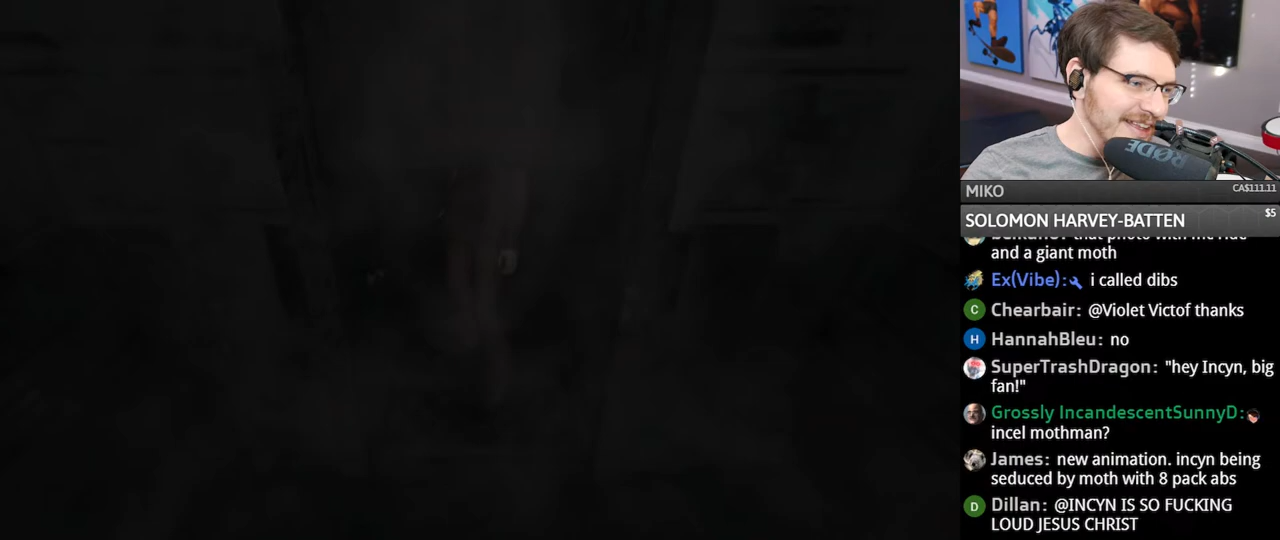 RØDE
MIKO
CA$111.11
SOLOMON HARVEY-BATTEN
$5
and a giant moth
Ex(Vibe): i called dibs
Chearbair: @Violet Victof thanks
HannahBleu: no
SuperTrashDragon: "hey Incyn, big
fan!"
Grossly IncandescentSunnyD:
incel mothman?
James: new animation. incyn being
seduced by moth with 8 pack abs
Dillan: @INCYN IS SO FUCKING
LOUD JESUS CHRIST